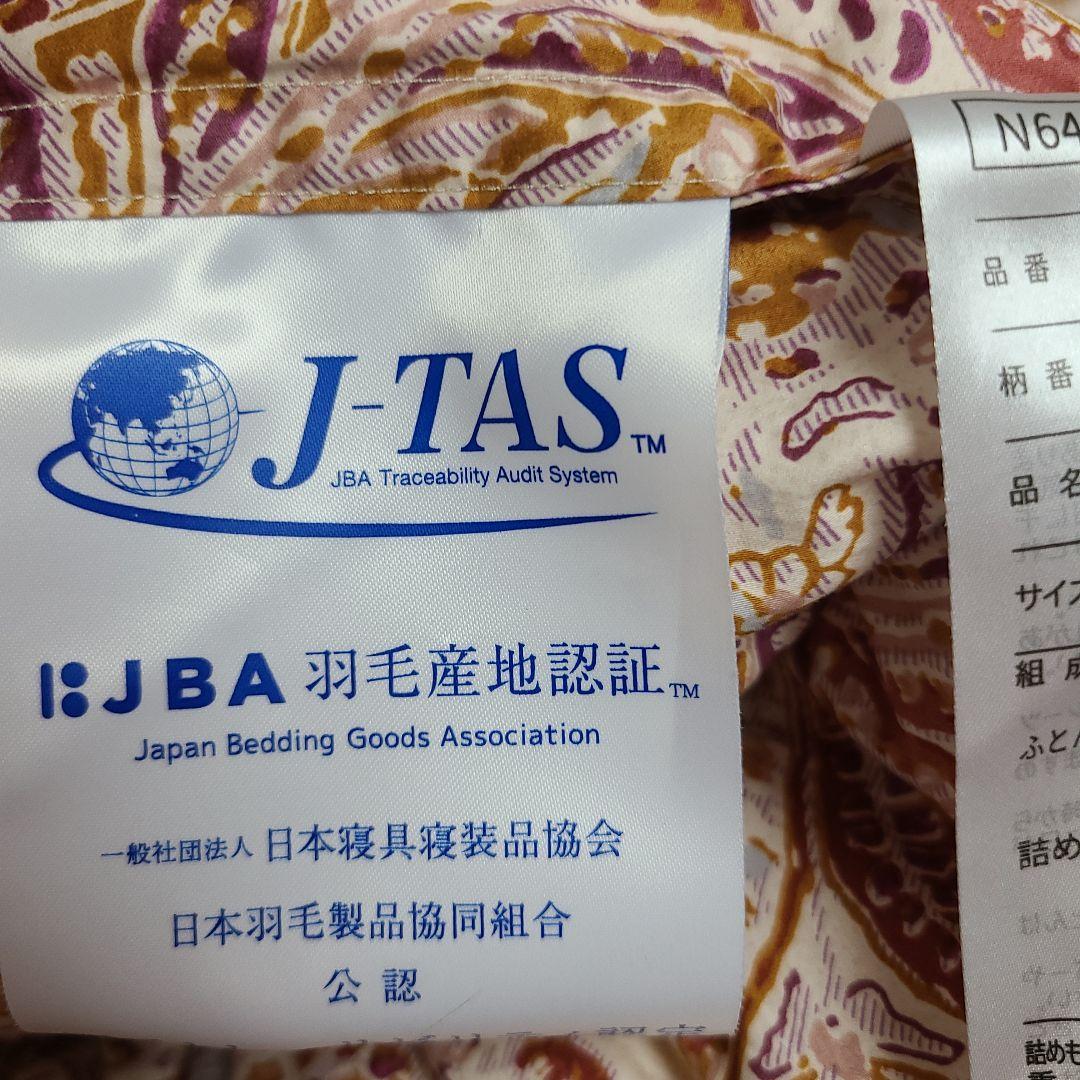 J-TAS™
JBA Traceability Audit System
JBA 羽毛産地認証™
Japan Bedding Goods Association
一般社団法人 日本寝具寝装品協会
日本羽毛製品協同組合
公認
N64
品番
柄番
品名
サイズ
組成
ふとん
詰め
詰めも